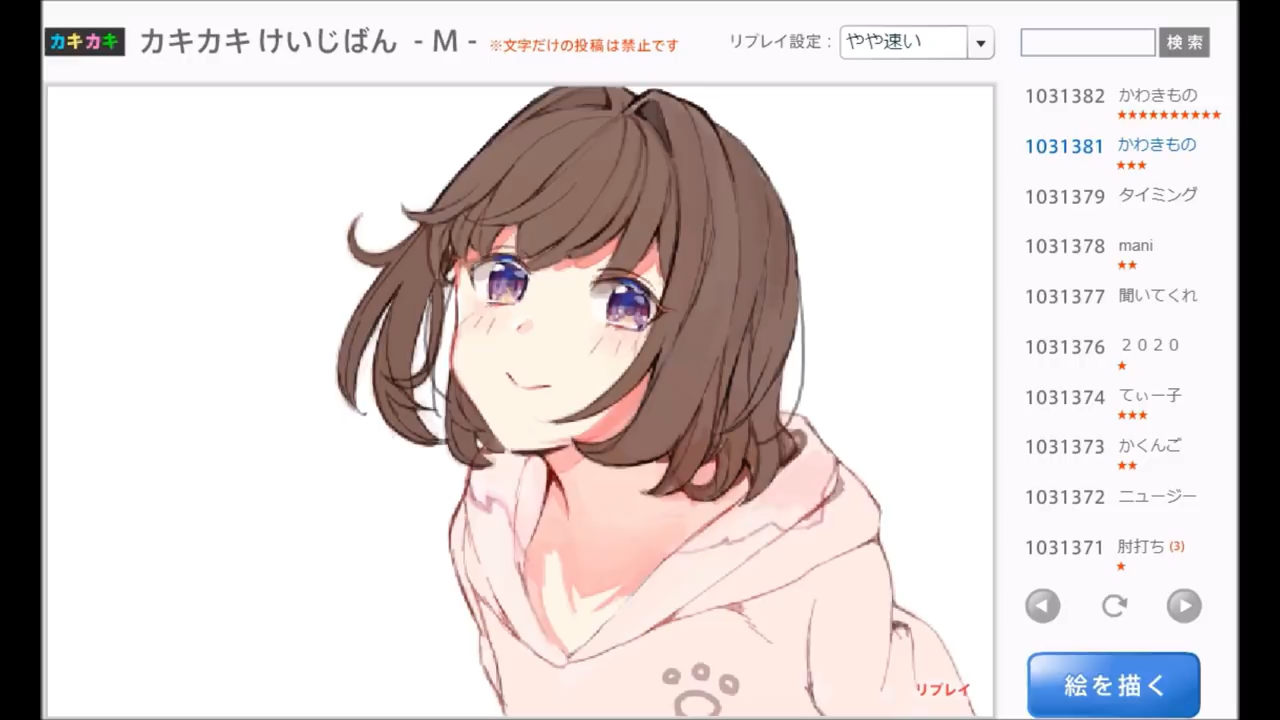 カキカキ カキカキ けいじばん - M - ※文字だけの投稿は禁止です リプレイ設定： やや速い 検索
1031382 かわきもの
★★★★★★★★★★
1031381 かわきもの
★★★
1031379 タイミング
1031378 mani
★★
1031377 聞いてくれ
1031376 ２０２０
★
1031374 てぃー子
★★★
1031373 かくんご
★★
1031372 ニュージー
1031371 肘打ち (3)
★
絵を描く
リプレイ